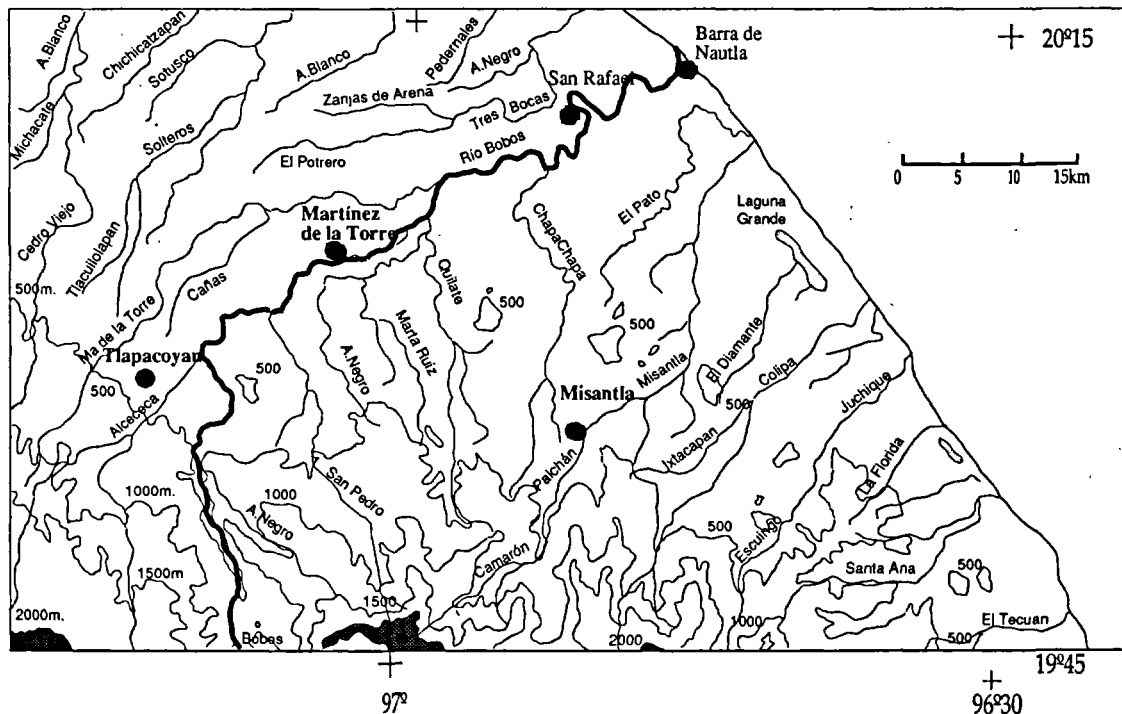 A.Blanco
Chichicatzapan
Sotusco
A.Blanco
Pedernales
A.Negro
Barra de
Nautla
20º15
San Rafael
Zanjas de Arena
Tres Bocas
Michacate
Solteros
El Potrero
Río Bobos
0 5 10 15km
Cedro Viejo
Tlacuilolapan
Martínez
de la Torre
ChapaChapa
El Pato
Laguna
Grande
Cañas
Quilate
500m.
500
500
Ma de la Torre
Tlapacoyan
500
500
A.Negro
María Ruiz
Misantla
El Diamante
Colipa
500
Juchique
Alcececa
Misantla
Ixtacapan
La Florida
Palchán
San Pedro
1000m.
1000
A.Negro
500
Escuingo
Camarón
1500m
Santa Ana
500
2000m.
1500
Bobos
2000
1000
500
El Tecuan
19º45
97º
96º30